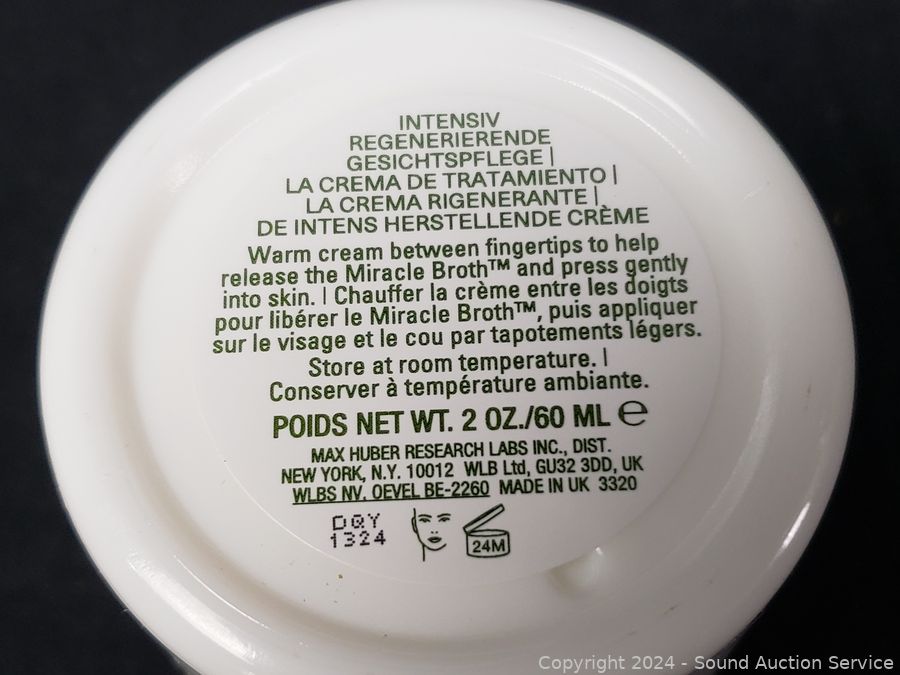 INTENSIV
REGENERIERENDE
GESICHTSPFLEGE |
LA CREMA DE TRATAMIENTO |
LA CREMA RIGENERANTE |
DE INTENS HERSTELLENDE CRÈME
Warm cream between fingertips to help
release the Miracle Broth™ and press gently
into skin. | Chauffer la crème entre les doigts
pour libérer le Miracle Broth™, puis appliquer
sur le visage et le cou par tapotements légers.
Store at room temperature. |
Conserver à température ambiante.
POIDS NET WT. 2 OZ./60 ML ℮
MAX HUBER RESEARCH LABS INC., DIST.
NEW YORK, N.Y. 10012 WLB Ltd, GU32 3DD, UK
WLBS NV. OEVEL BE-2260 MADE IN UK 3320
DQY
1324
24M
Copyright 2024 - Sound Auction Service